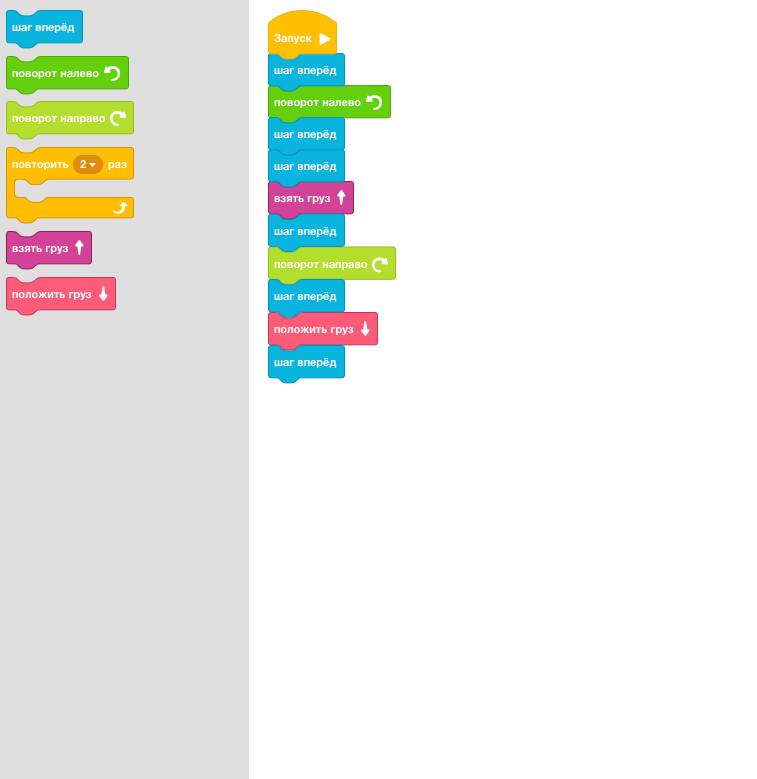 шаг вперёд
поворот налево
поворот направо
повторить 2 раз
взять груз
положить груз
Запуск
шаг вперёд
поворот налево
шаг вперёд
шаг вперёд
взять груз
шаг вперёд
поворот направо
шаг вперёд
положить груз
шаг вперёд